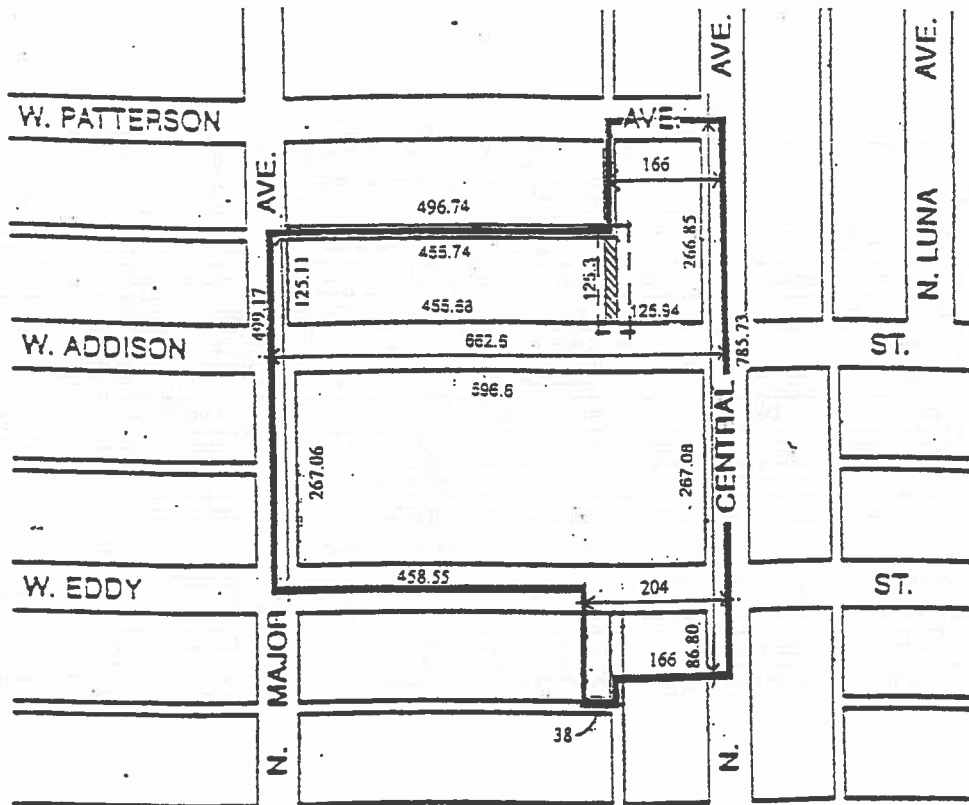 AVE.
AVE.
W. PATTERSON AVE.
166
AVE.
496.74
N. LUNA
455.74
266.85
125.11
125.3
499.17
455.68
125.94
W. ADDISON
662.6
785.73
ST.
596.6
CENTRAL
267.06
267.08
W. EDDY
458.55
204
ST.
MAJOR
166
86.80
38
N.
N.